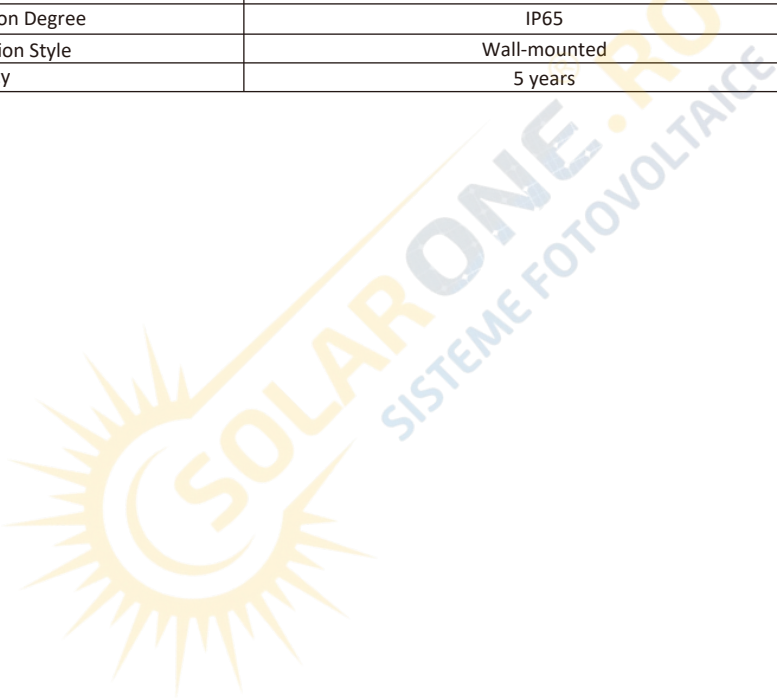 on Degree IP65
ion Style Wall-mounted
y 5 years
SOLARONE.RO
SISTEME FOTOVOLTAICE